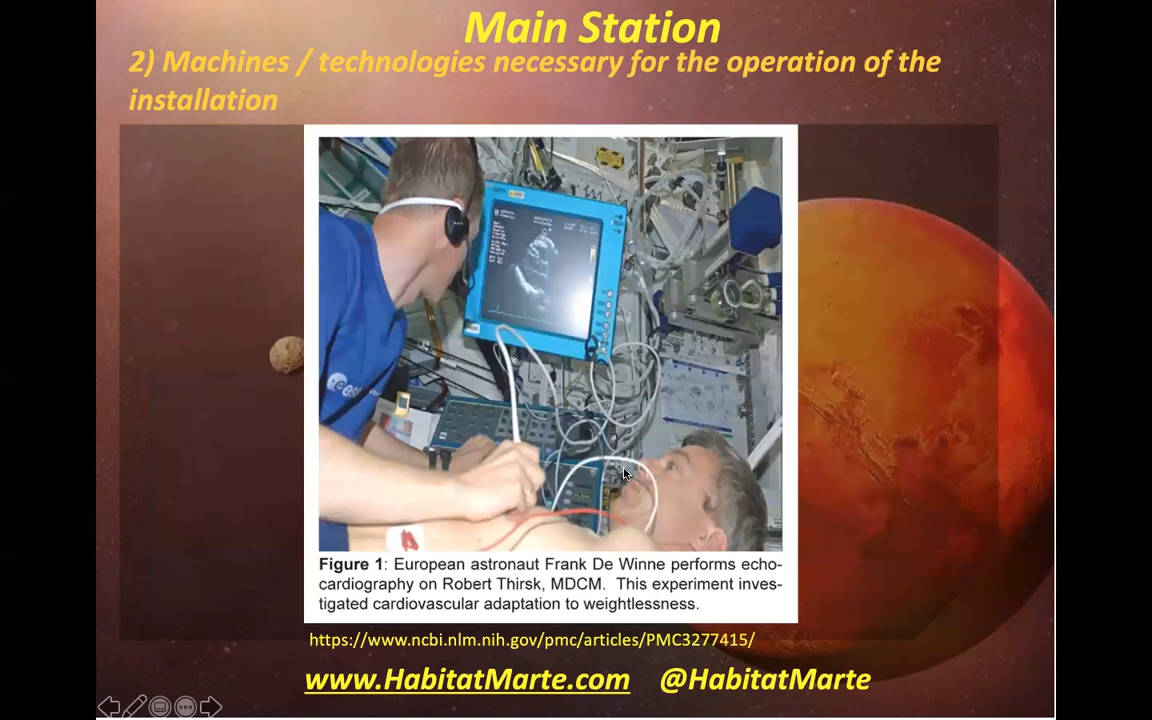 Main Station
2) Machines / technologies necessary for the operation of the
installation
esa
Figure 1: European astronaut Frank De Winne performs echo-
cardiography on Robert Thirsk, MDCM. This experiment inves-
tigated cardiovascular adaptation to weightlessness.
https://www.ncbi.nlm.nih.gov/pmc/articles/PMC3277415/
www.HabitatMarte.com @HabitatMarte